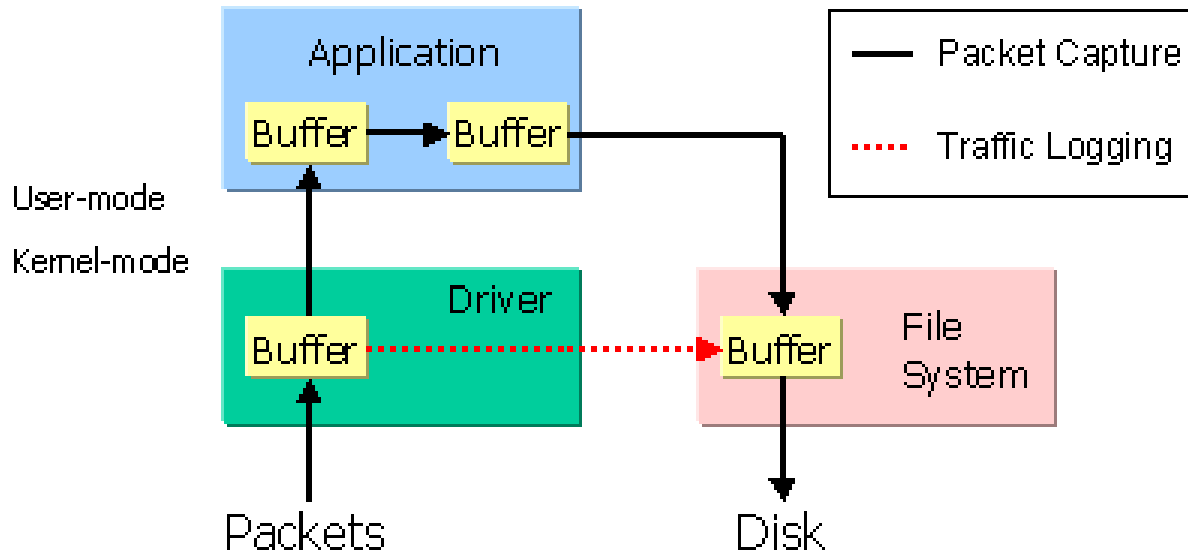 Application
Buffer
Buffer
Packet Capture
Traffic Logging
User-mode
Kernel-mode
Driver
Buffer
Buffer
File
System
Packets
Disk